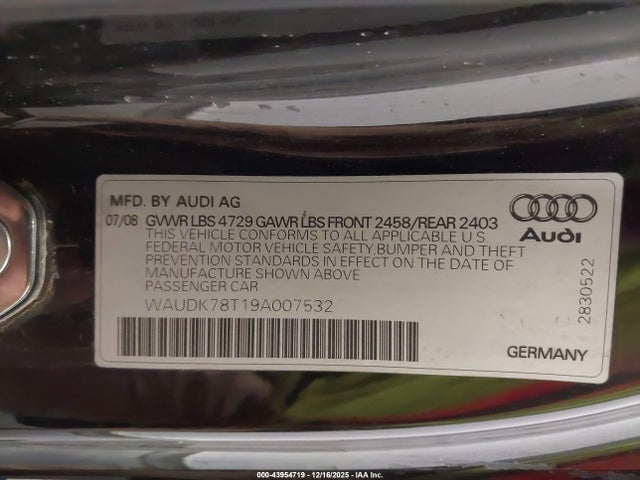 MFD. BY AUDI AG
07/08 GVWR LBS 4729 GAWR LBS FRONT 2458/REAR 2403
THIS VEHICLE CONFORMS TO ALL APPLICABLE U S
FEDERAL MOTOR VEHICLE SAFETY BUMPER AND THEFT
PREVENTION STANDARDS IN EFFECT ON THE DATE OF
MANUFACTURE SHOWN ABOVE
PASSENGER CAR
WAUDK78T19A007532
Audi
2830522
GERMANY
000-43954719 - 12/16/2025 - IAA Inc.